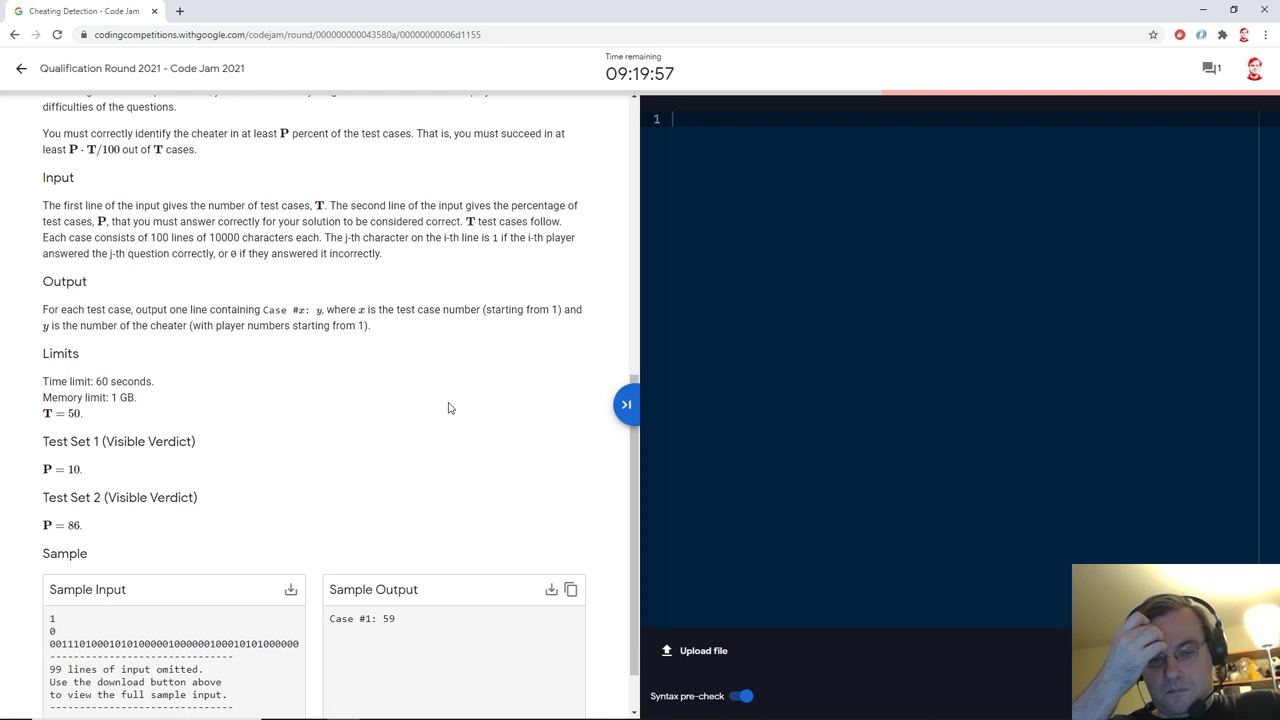 Cheating Detection - Code Jam
codingcompetitions.withgoogle.com/codejam/round/000000000043580a/00000000006d1155
Qualification Round 2021 - Code Jam 2021
Time remaining
09:19:57
1
difficulties of the questions.
You must correctly identify the cheater in at least P percent of the test cases. That is, you must succeed in at
least P · T/100 out of T cases.
Input
The first line of the input gives the number of test cases, T. The second line of the input gives the percentage of
test cases, P, that you must answer correctly for your solution to be considered correct. T test cases follow.
Each case consists of 100 lines of 10000 characters each. The j-th character on the i-th line is 1 if the i-th player
answered the j-th question correctly, or 0 if they answered it incorrectly.
Output
For each test case, output one line containing Case #x: y, where x is the test case number (starting from 1) and
y is the number of the cheater (with player numbers starting from 1).
Limits
Time limit: 60 seconds.
Memory limit: 1 GB.
T = 50.
Test Set 1 (Visible Verdict)
P = 10.
Test Set 2 (Visible Verdict)
P = 86.
Sample
Sample Input
1
0
0011101000101010000010000001000101010000000
-----------------------------
99 lines of input omitted.
Use the download button above
to view the full sample input.
-----------------------------
Sample Output
Case #1: 59
1
Upload file
Syntax pre-check